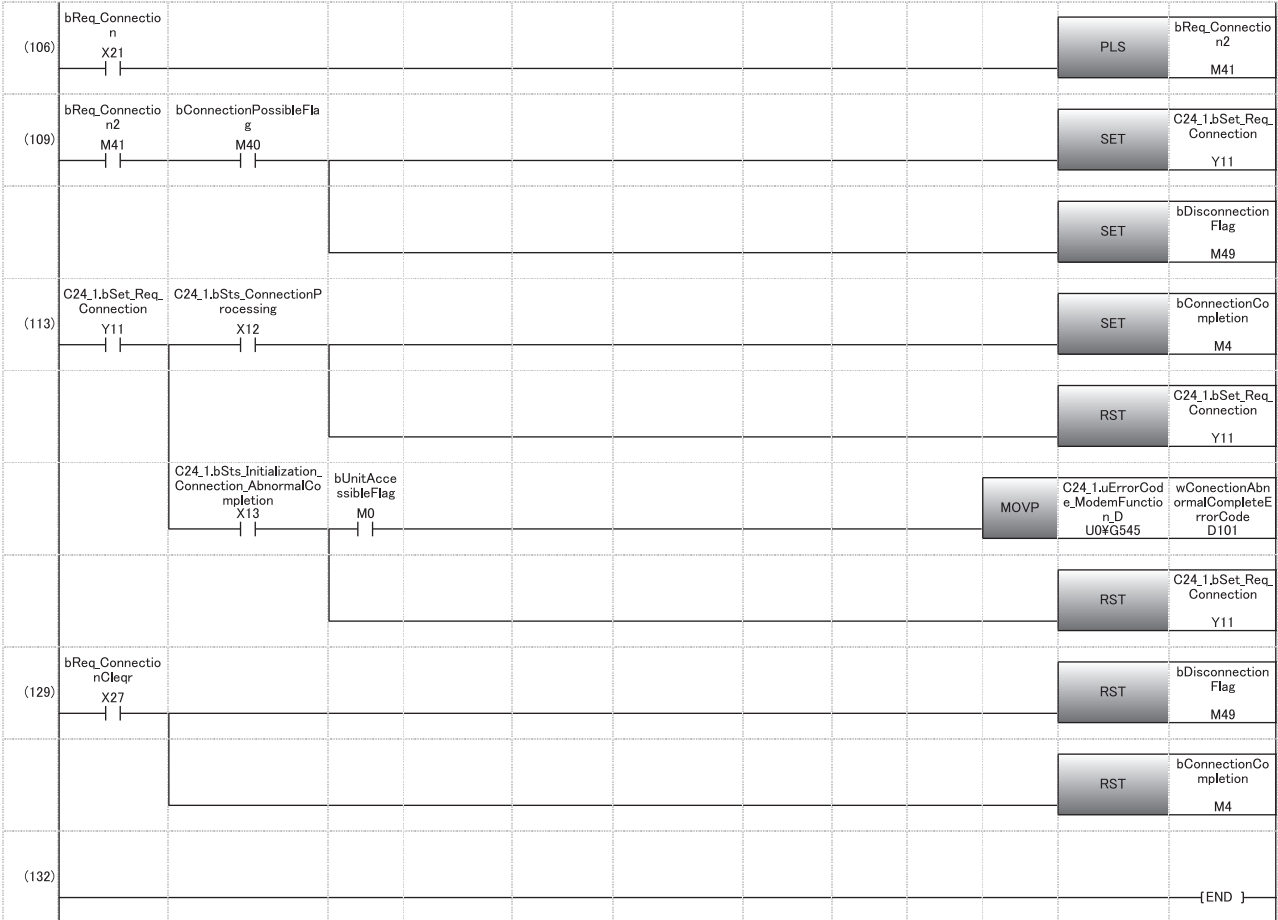 bReq_Connectio
n
X21
(106)
PLS
bReq_Connectio
n2
M41
bReq_Connectio
n2
M41
bConnectionPossibleFla
g
M40
(109)
SET
C24_1.bSet_Req_
Connection
Y11
SET
bDisconnection
Flag
M49
C24_1.bSet_Req_
Connection
Y11
C24_1.bSts_ConnectionP
rocessing
X12
(113)
SET
bConnectionCo
mpletion
M4
RST
C24_1.bSet_Req_
Connection
Y11
C24_1.bSts_Initialization_
Connection_AbnormalCo
mpletion
X13
bUnitAcce
ssibleFlag
M0
MOVP
C24_1.uErrorCod
e_ModemFunctio
n_D
U0¥G545
wConectionAbn
ormalCompleteE
rrorCode
D101
RST
C24_1.bSet_Req_
Connection
Y11
bReq_Connectio
nCleqr
X27
(129)
RST
bDisconnection
Flag
M49
RST
bConnectionCo
mpletion
M4
(132)
[END ]